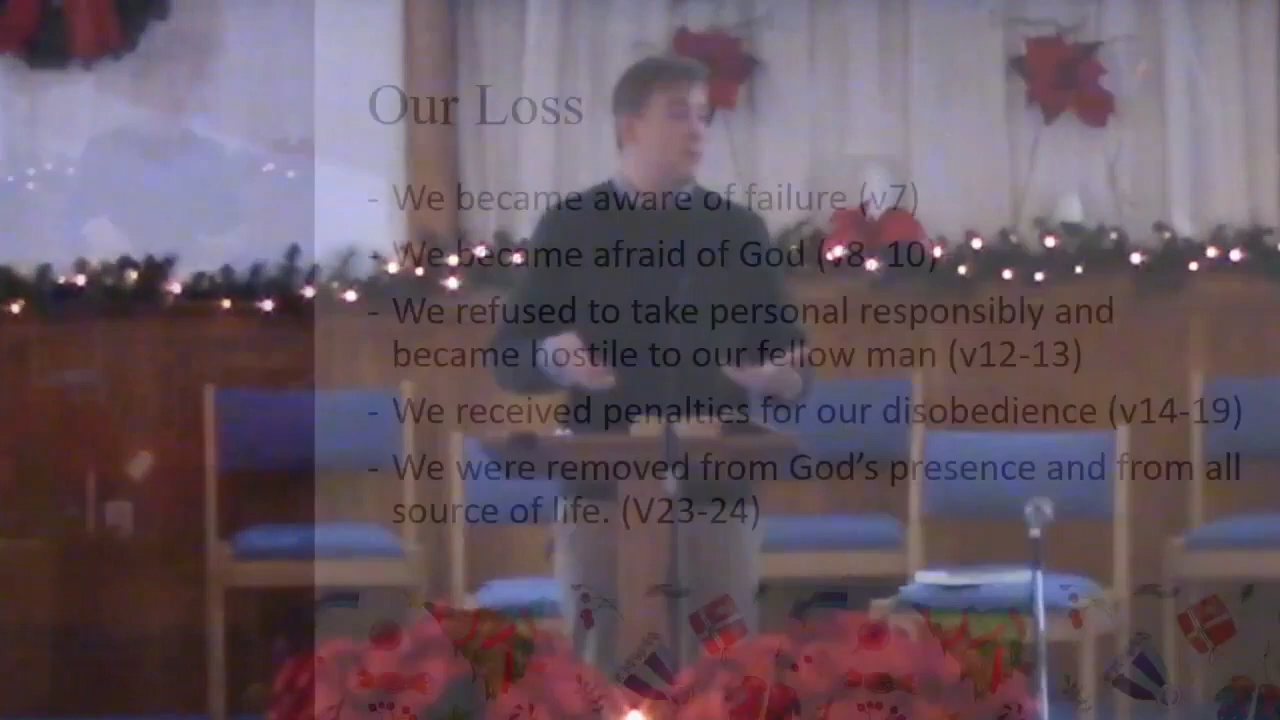 Our Loss
- We became aware of failure (v7)
- We became afraid of God (v8, 10)
- We refused to take personal responsibly and
became hostile to our fellow man (v12-13)
- We received penalties for our disobedience (v14-19)
- We were removed from God’s presence and from all
source of life. (V23-24)